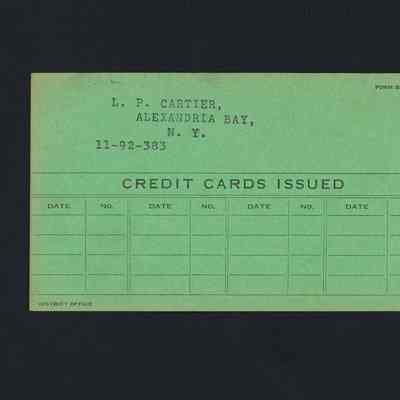 FORM
L. P. CARTIER,
ALEXANDRIA BAY,
N. Y.
11-92-383
CREDIT CARDS ISSUED
DATE NO. DATE NO. DATE NO. DATE
DISTRICT OFFICE